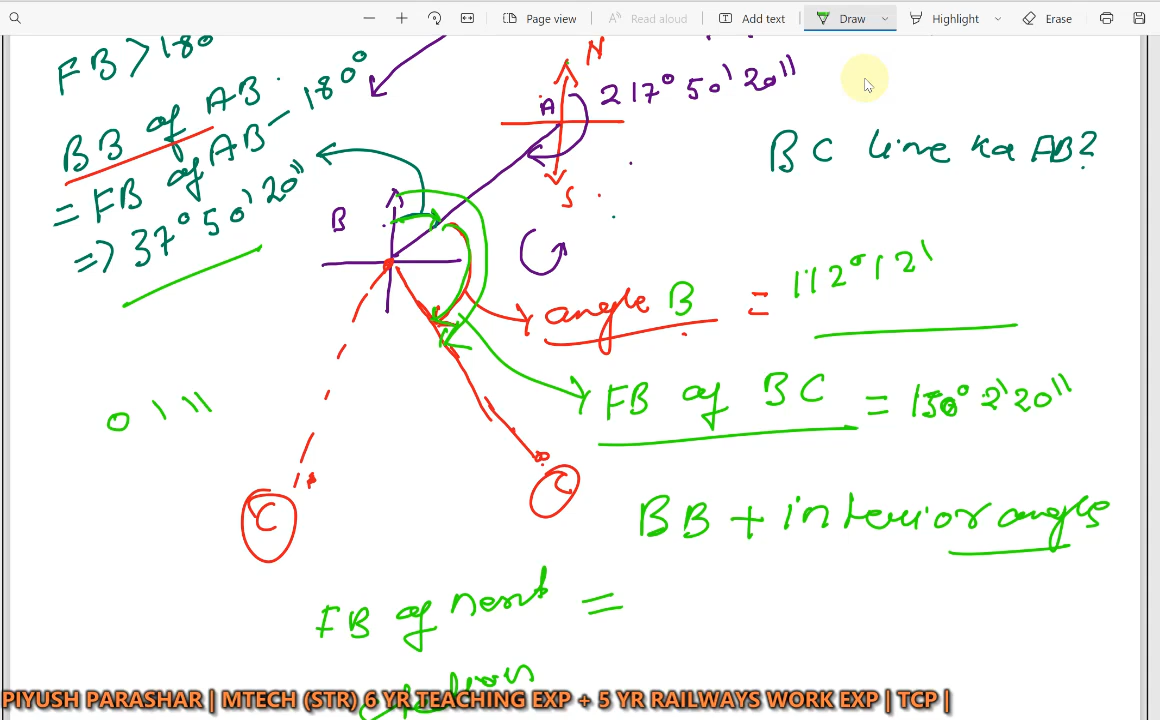 Page view
Read aloud
Add text
Draw
Highlight
Erase
FB > 180
N
A
217° 50' 20"
S
BB of AB
= FB of AB - 180°
=> 37° 50' 20"
BC line ka AB?
B
angle B = 112° 12'
FB of BC = 150° 2' 20"
0 ' "
C
C
BB + interior angle
FB of next =
station
PIYUSH PARASHAR | MTECH (STR) 6 YR TEACHING EXP + 5 YR RAILWAYS WORK EXP | TCP |